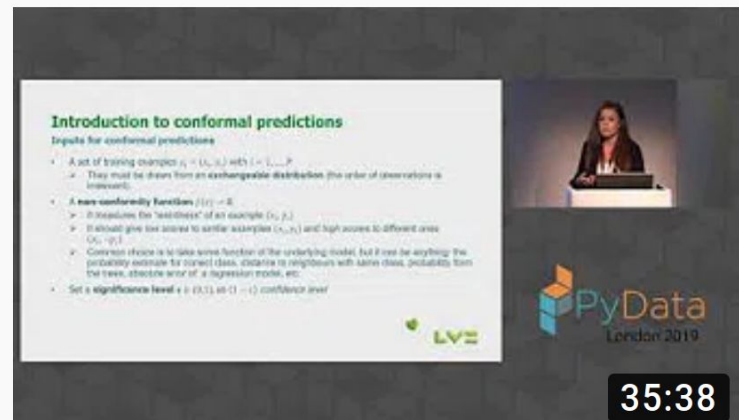 Introduction to conformal predictions
Inputs for conformal predictions
A set of training examples with
They must be drawn from an exchangeable distribution (the order of observations is
irrelevant)
A non-conformity function
It measures the "weirdness" of an example
It should give low scores to similar examples and high scores to different ones
Common choice is to take some function of the underlying model, but it can be anything: the
probability estimate for correct class, distance to neighbours with same class, probability from
the trees, absolute error of a regression model, etc
Set a significance level confidence level
LV=
PyData
London 2019
35:38